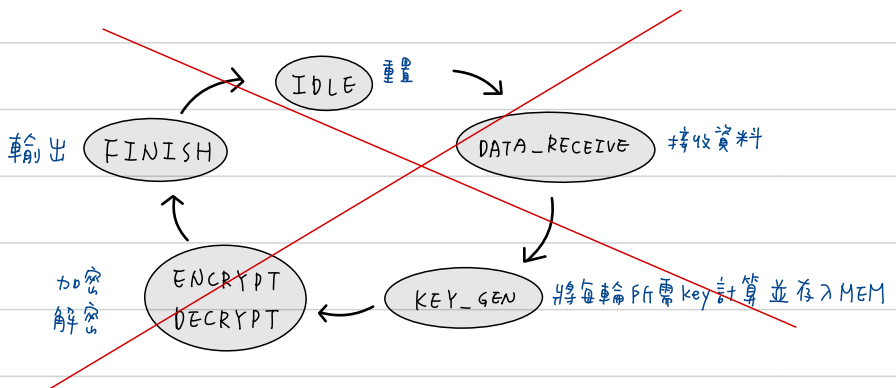 IDLE
重置
DATA_RECEIVE
接收資料
KEY_GEN
將每輪所需key計算並存入MEM
ENCRYPT
DECRYPT
加密
解密
FINISH
輸出